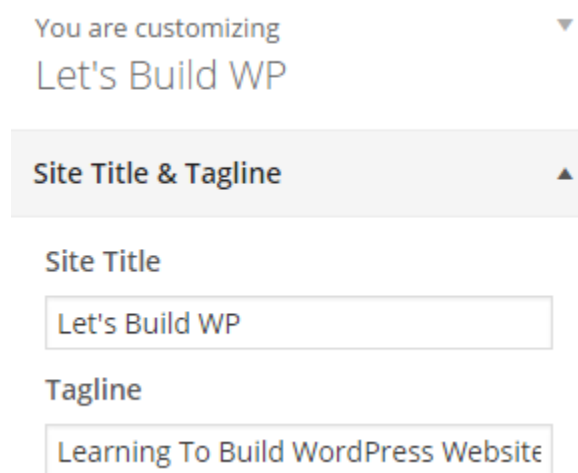 You are customizing
Let's Build WP
Site Title & Tagline
Site Title
Let's Build WP
Tagline
Learning To Build WordPress Website